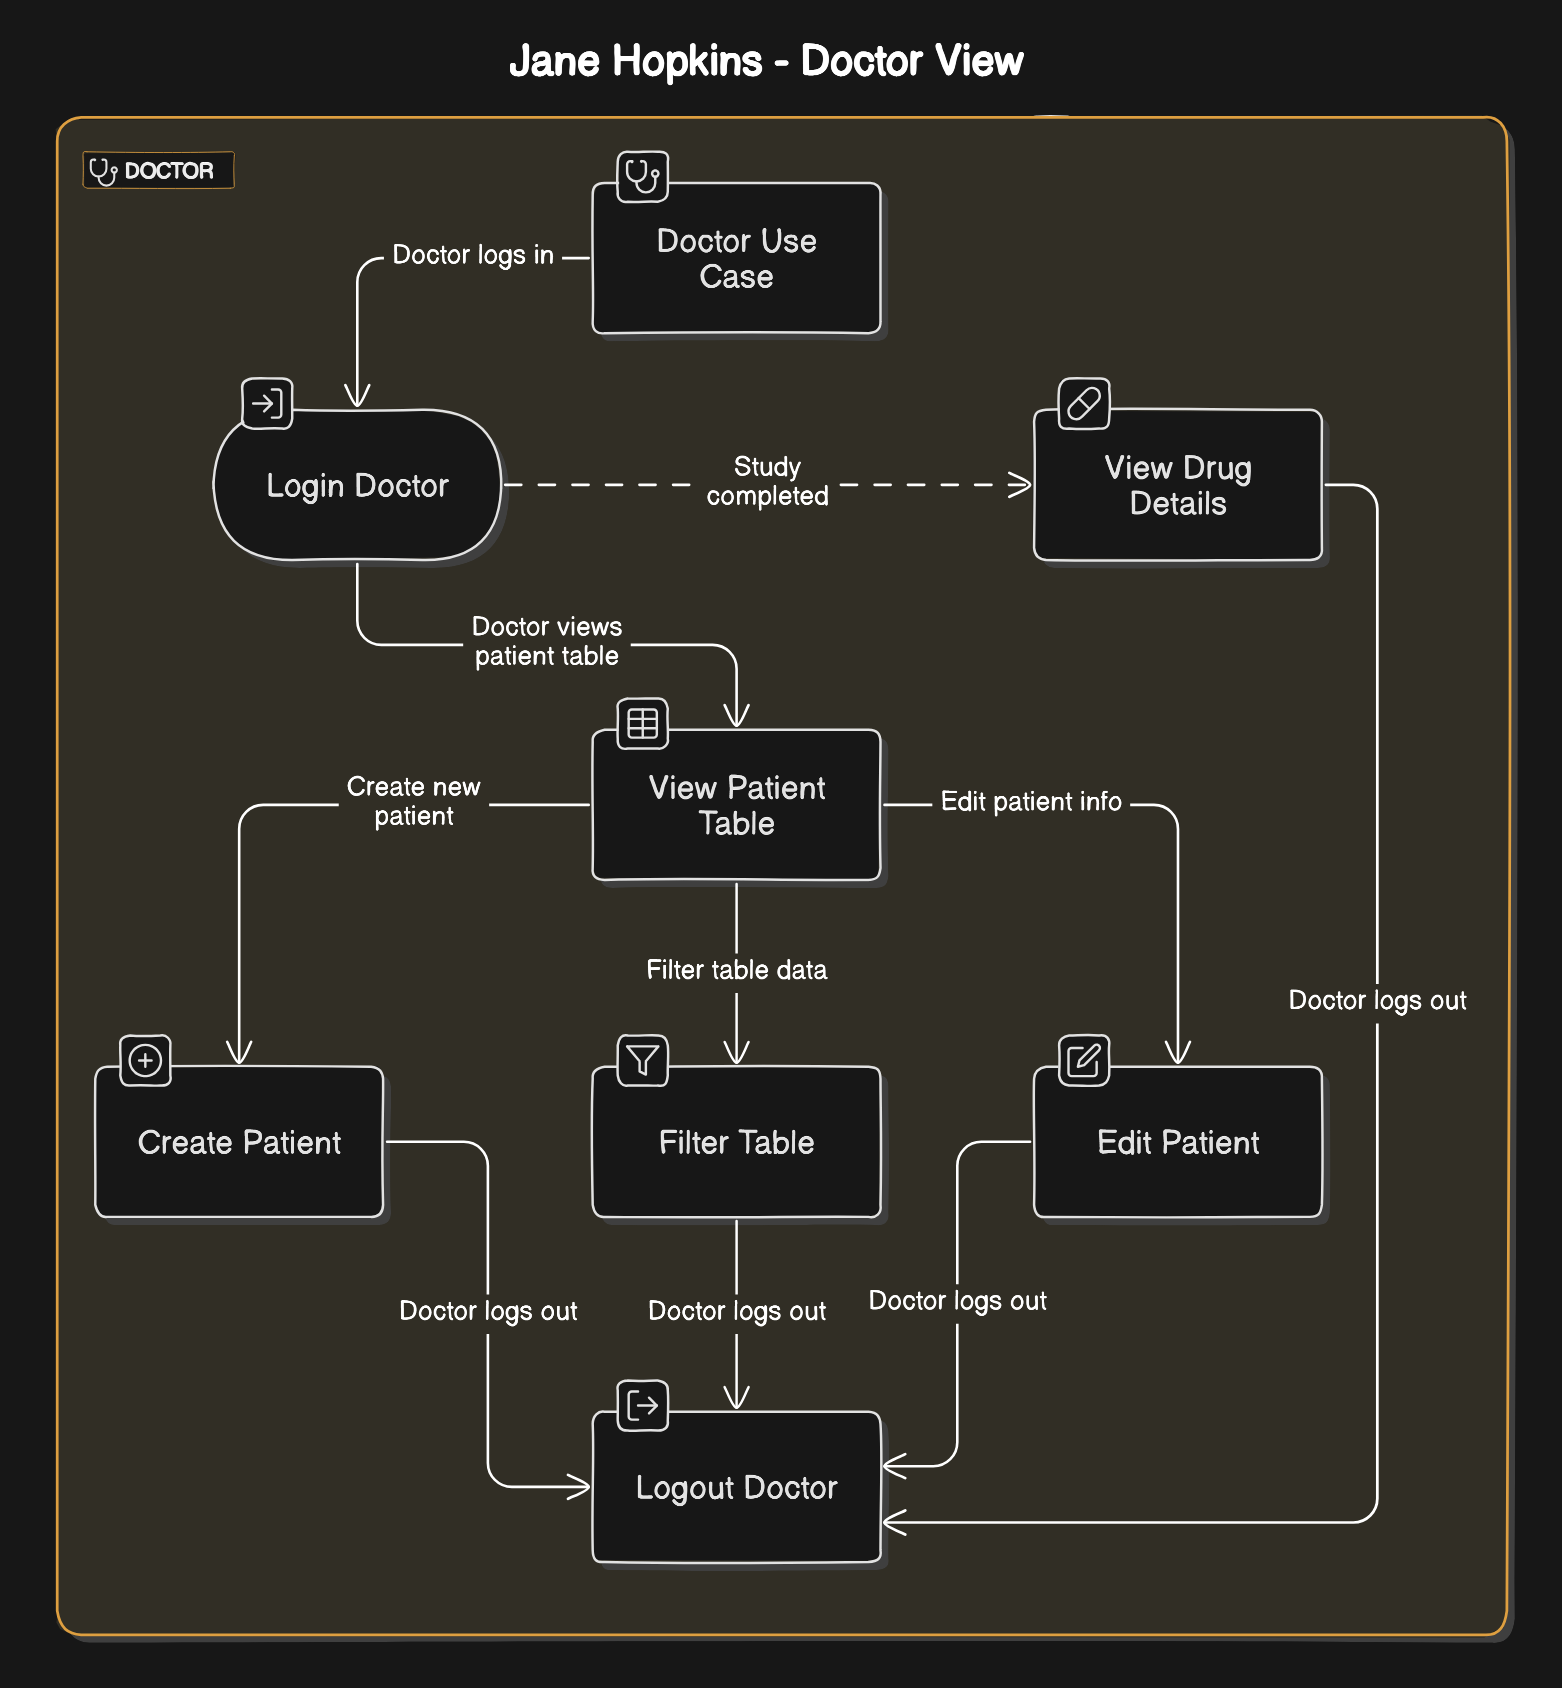 Jane Hopkins - Doctor View
DOCTOR
Doctor Use
Case
Doctor logs in
Login Doctor
Study
completed
View Drug
Details
Doctor views
patient table
View Patient
Table
Create new
patient
Edit patient info
Filter table data
Doctor logs out
Create Patient
Filter Table
Edit Patient
Doctor logs out
Doctor logs out
Doctor logs out
Logout Doctor